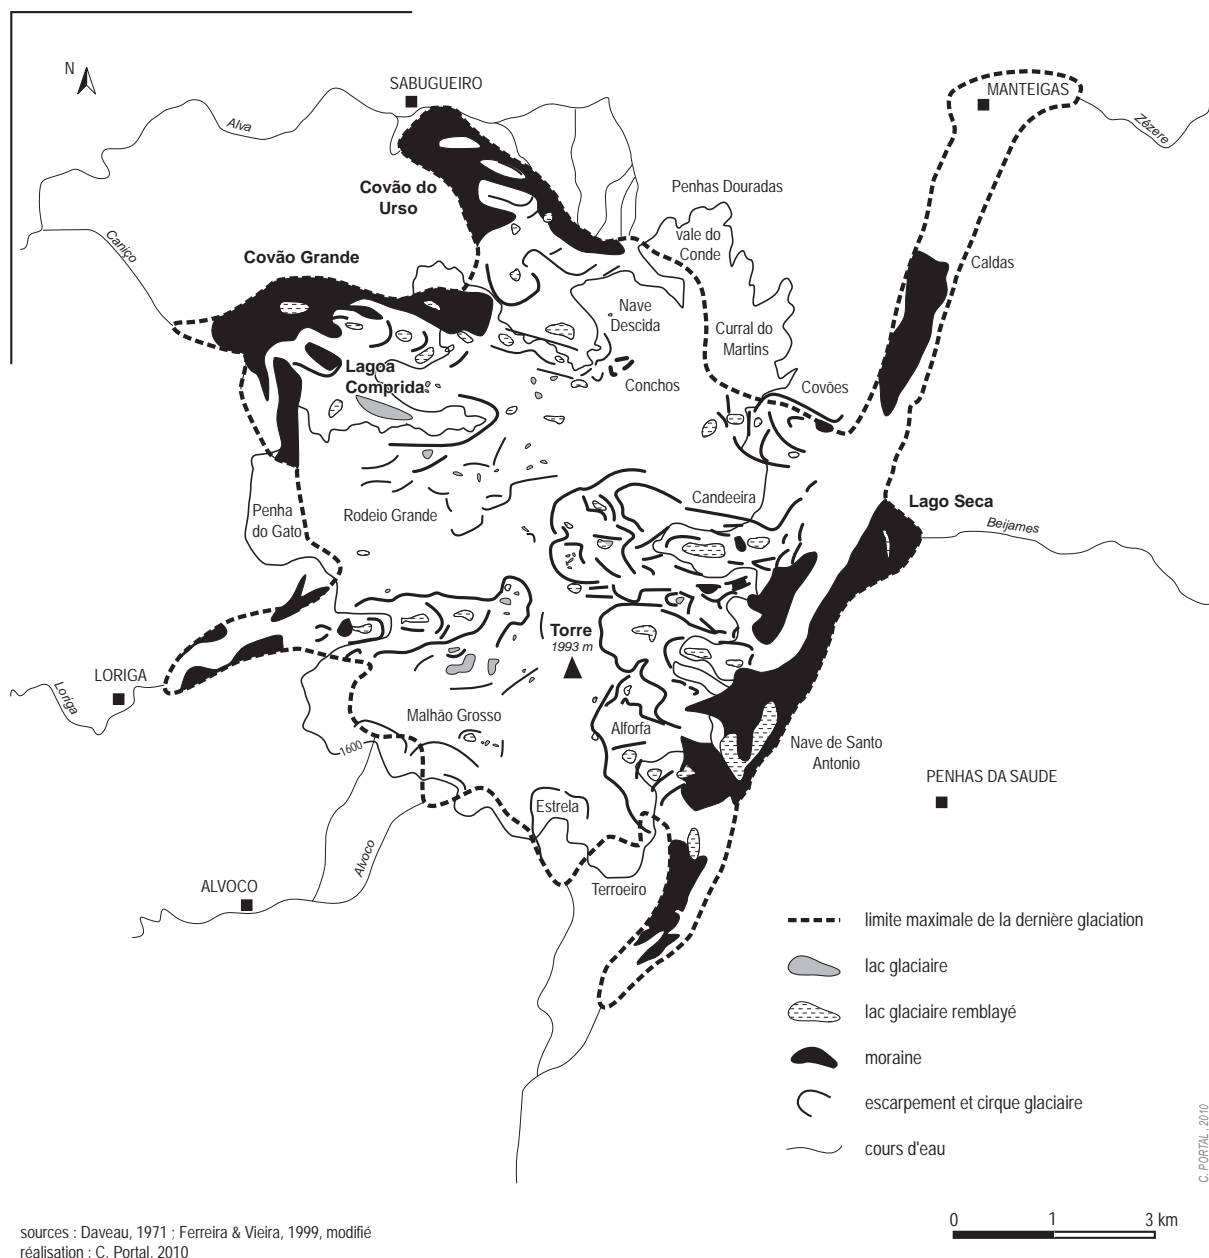 N
SABUGUEIRO
MANTEIGAS
Alva
Zêzere
Penhas Douradas
Covão do
Urso
vale do
Conde
Caniço
Covão Grande
Caldas
Nave
Descida
Curral do
Martins
Lagoa
Comprida
Conchos
Covões
Candeeira
Lago Seca
Penha
do Gato
Rodeio Grande
Beijames
Torre
1993 m
LORIGA
Loriga
Malhão Grosso
Alforfa
1600
Nave de Santo
Antonio
PENHAS DA SAUDE
Estrela
Alvoco
ALVOCO
Terroeiro
limite maximale de la dernière glaciation
lac glaciaire
lac glaciaire remblayé
moraine
escarpement et cirque glaciaire
cours d'eau
C. PORTAL , 2010
0 1 3 km
sources : Daveau, 1971 ; Ferreira & Vieira, 1999, modifié
réalisation : C. Portal, 2010